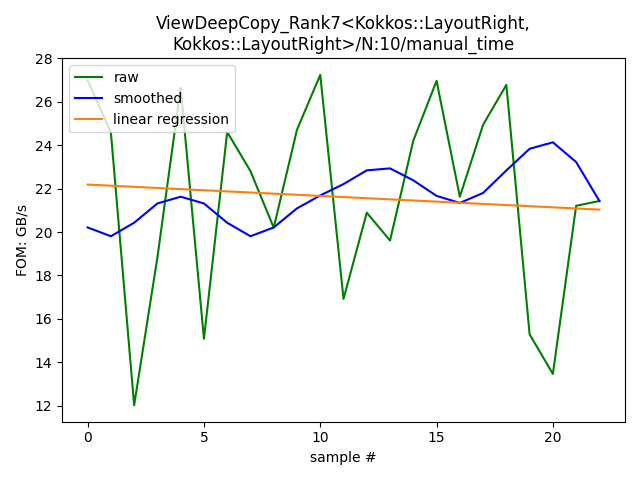 ViewDeepCopy_Rank7<Kokkos::LayoutRight,
Kokkos::LayoutRight>/N:10/manual_time
28
26
24
22
20
18
16
14
12
FOM: GB/s
raw
smoothed
linear regression
0
5
10
15
20
sample #